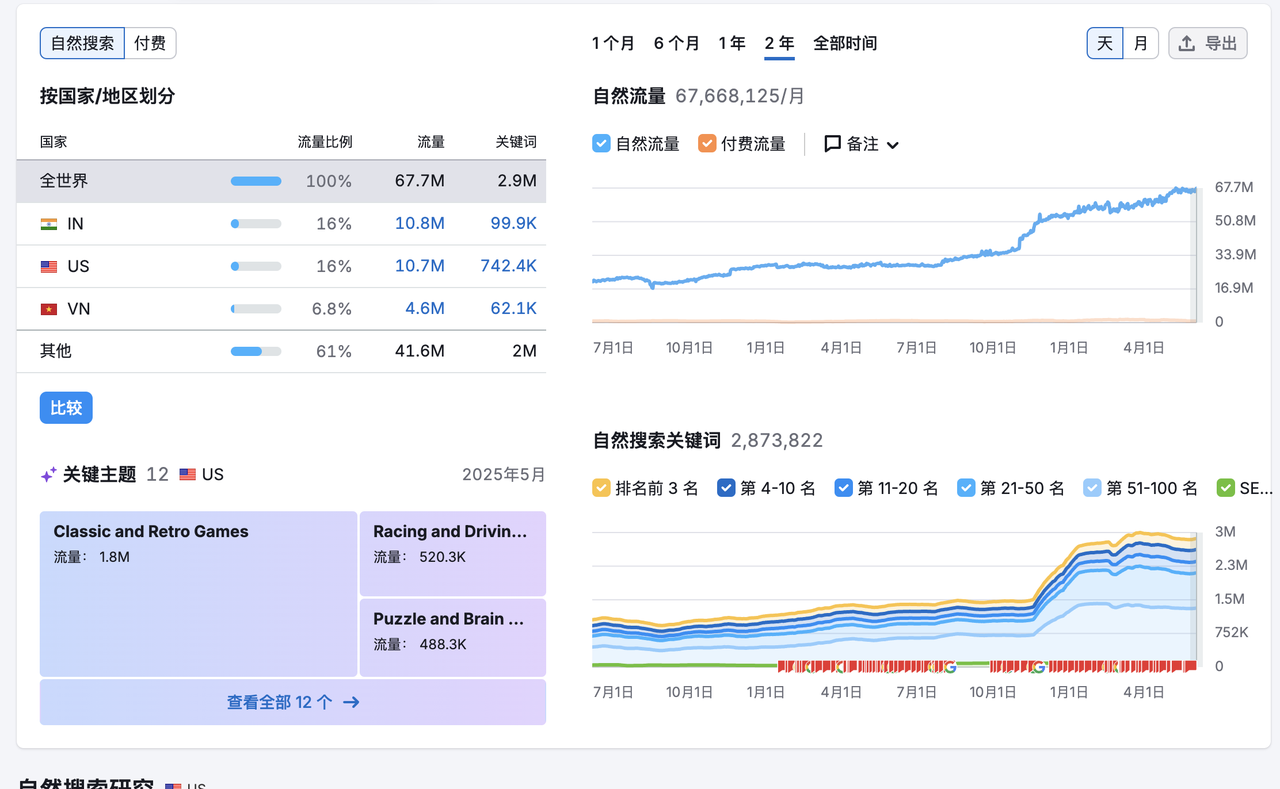 自然搜索 付费
按国家/地区划分
国家 流量比例 流量 关键词
全世界 100% 67.7M 2.9M
IN 16% 10.8M 99.9K
US 16% 10.7M 742.4K
VN 6.8% 4.6M 62.1K
其他 61% 41.6M 2M
比较
关键主题 12 US 2025年5月
Classic and Retro Games
流量： 1.8M
Racing and Drivin...
流量： 520.3K
Puzzle and Brain ...
流量： 488.3K
查看全部 12 个 →
1 个月 6 个月 1 年 2 年 全部时间 天 月 导出
自然流量 67,668,125/月
自然流量 付费流量 备注
67.7M
50.8M
33.9M
16.9M
0
7月1日 10月1日 1月1日 4月1日 7月1日 10月1日 1月1日 4月1日
自然搜索关键词 2,873,822
排名前 3 名 第 4-10 名 第 11-20 名 第 21-50 名 第 51-100 名 SE...
3M
2.3M
1.5M
752K
0
7月1日 10月1日 1月1日 4月1日 7月1日 10月1日 1月1日 4月1日
自然搜索研究 US